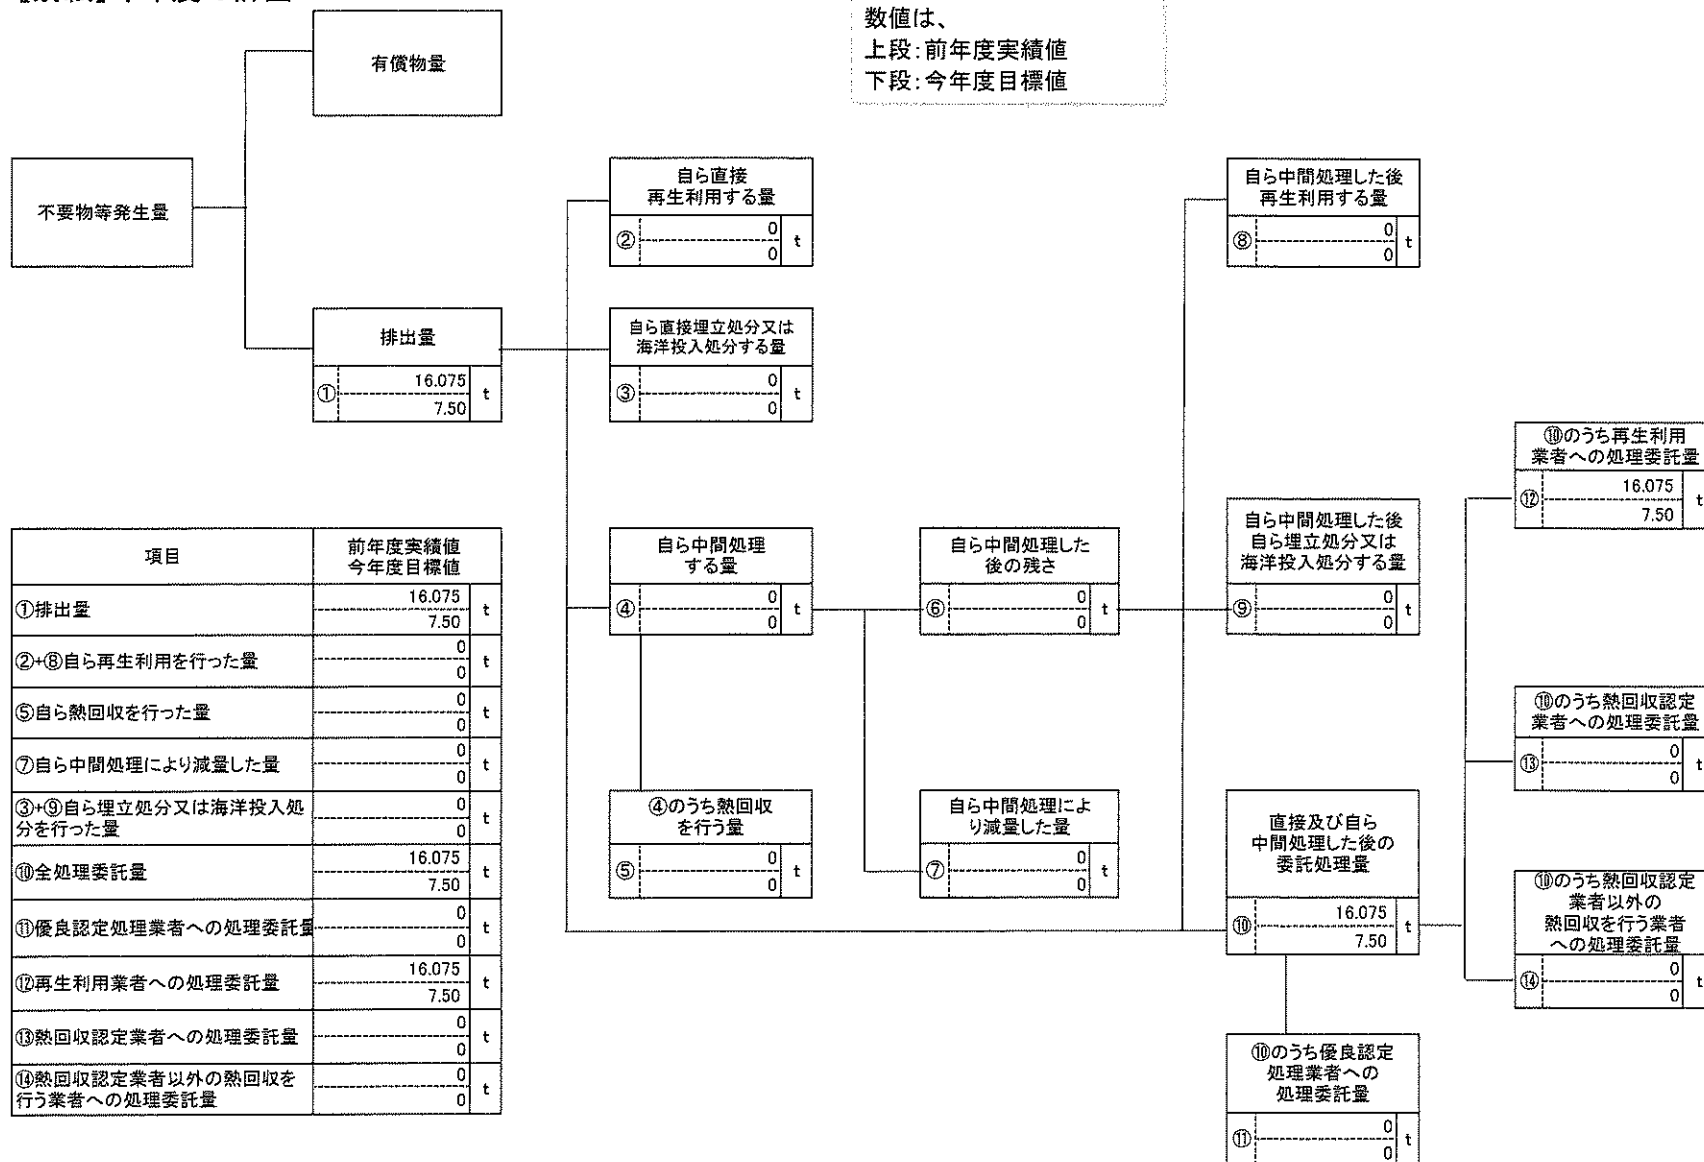 数値は、
上段:前年度実績値
下段:今年度目標値
有償物量
不要物等発生量
排出量
①
16.075
7.50
t
自ら直接
再生利用する量
②
0
0
t
自ら直接埋立処分又は
海洋投入処分する量
③
0
0
t
自ら中間処理
する量
④
0
0
t
④のうち熱回収
を行う量
⑤
0
0
t
自ら中間処理した
後の残さ
⑥
0
0
t
自ら中間処理によ
り減量した量
⑦
0
0
t
自ら中間処理した後
再生利用する量
⑧
0
0
t
自ら中間処理した後
自ら埋立処分又は
海洋投入処分する量
⑨
0
0
t
直接及び自ら
中間処理した後の
委託処理量
⑩
16.075
7.50
t
⑩のうち優良認定
処理業者への
処理委託量
⑪
0
0
t
⑩のうち再生利用
業者への処理委託量
⑫
16.075
7.50
t
⑩のうち熱回収認定
業者への処理委託量
⑬
0
0
t
⑩のうち熱回収認定
業者以外の
熱回収を行う業者
への処理委託量
⑭
0
0
t
項目
前年度実績値
今年度目標値
①排出量
16.075
7.50
t
②+⑧自ら再生利用を行った量
0
0
t
⑤自ら熱回収を行った量
0
0
t
⑦自ら中間処理により減量した量
0
0
t
③+⑨自ら埋立処分又は海洋投入処
分を行った量
0
0
t
⑩全処理委託量
16.075
7.50
t
⑪優良認定処理業者への処理委託量
0
0
t
⑫再生利用業者への処理委託量
16.075
7.50
t
⑬熱回収認定業者への処理委託量
0
0
t
⑭熱回収認定業者以外の熱回収を
行う業者への処理委託量
0
0
t